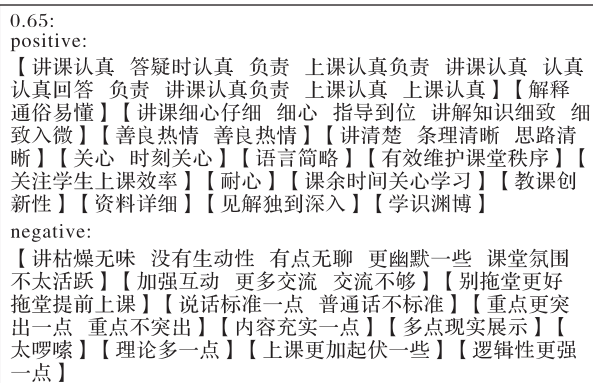 0.65:
positive:
【 讲课认真 答疑时认真 负责 上课认真负责 讲课认真 认真
认真回答 负责 讲课认真负责 上课认真 上课认真 】【 解释
通俗易懂 】【 讲课细心仔细 细心 指导到位 讲解知识细致 细
致入微 】【 善良热情 善良热情 】【 讲清楚 条理清晰 思路清
晰 】【 关心 时刻关心 】【 语言简略 】【 有效维护课堂秩序 】【
关注学生上课效率 】【 耐心 】【 课余时间关心学习 】【 教课创
新性 】【 资料详细 】【 见解独到深入 】【 学识渊博 】
negative:
【 讲枯燥无味 没有生动性 有点无聊 更幽默一些 课堂氛围
不太活跃 】【 加强互动 更多交流 交流不够 】【 别拖堂更好
拖堂提前上课 】【 说话标准一点 普通话不标准 】【 重点更突
出一点 重点不突出 】【 内容充实一点 】【 多点现实展示 】【
太啰嗦 】【 理论多一点 】【 上课更加起伏一些 】【 逻辑性更强
一点 】